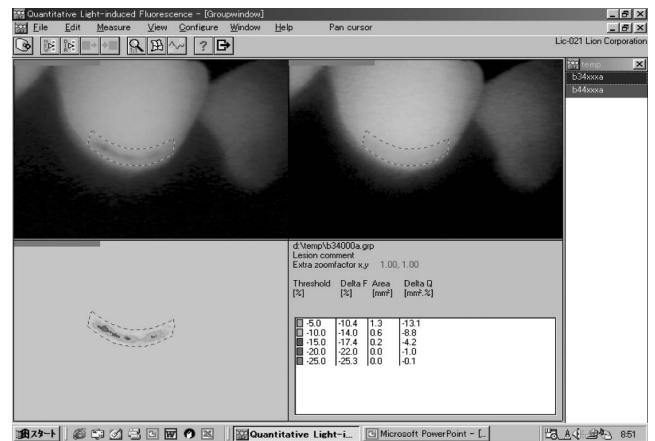 Quantitative Light-induced Fluorescence - [Groupwindow]
File Edit Measure View Configure Window Help Pan cursor
Lic-021 Lion Corporation
temp
b34xxxa
b44xxxa
d:\temp\b34000a.grp
Lesion comment
Extra zoomfactor x,y 1.00, 1.00
Threshold Delta F Area Delta Q
[%] [%] [mm²] [mm².%]
-5.0 -10.4 1.3 -13.1
-10.0 -14.0 0.6 -8.8
-15.0 -17.4 0.2 -4.2
-20.0 -22.0 0.0 -1.0
-25.0 -25.3 0.0 -0.1
スタート Quantitative Light-i... Microsoft PowerPoint - [.. 8:51